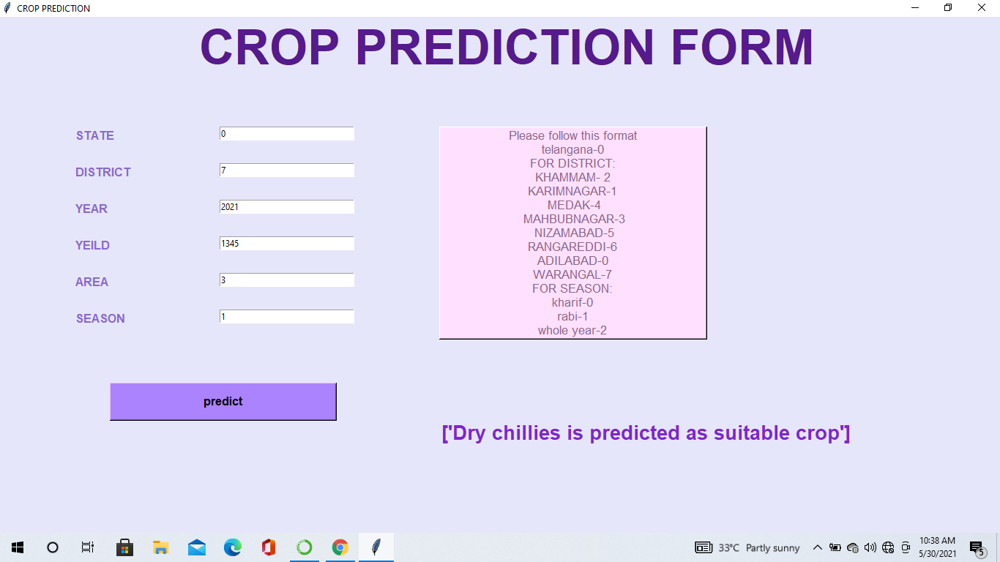 CROP PREDICTION
CROP PREDICTION FORM
STATE
0
DISTRICT
7
YEAR
2021
YEILD
1345
AREA
3
SEASON
1
Please follow this format
telangana-0
FOR DISTRICT:
KHAMMAM- 2
KARIMNAGAR-1
MEDAK-4
MAHBUBNAGAR-3
NIZAMABAD-5
RANGAREDDI-6
ADILABAD-0
WARANGAL-7
FOR SEASON:
kharif-0
rabi-1
whole year-2
predict
['Dry chillies is predicted as suitable crop']
33°C Partly sunny
10:38 AM
5/30/2021
5